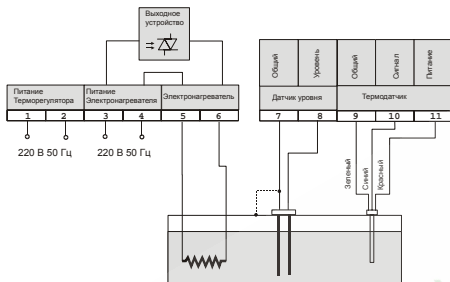 Выходное
устройство
Питание
Терморегулятора
Питание
Электронагревателя
Электронагреватель
1 2 3 4 5 6
220 В 50 Гц 220 В 50 Гц
Общий Уровень Общий Сигнал Питание
Датчик уровня Термодатчик
7 8 9 10 11
Зеленый
Синий
Красный